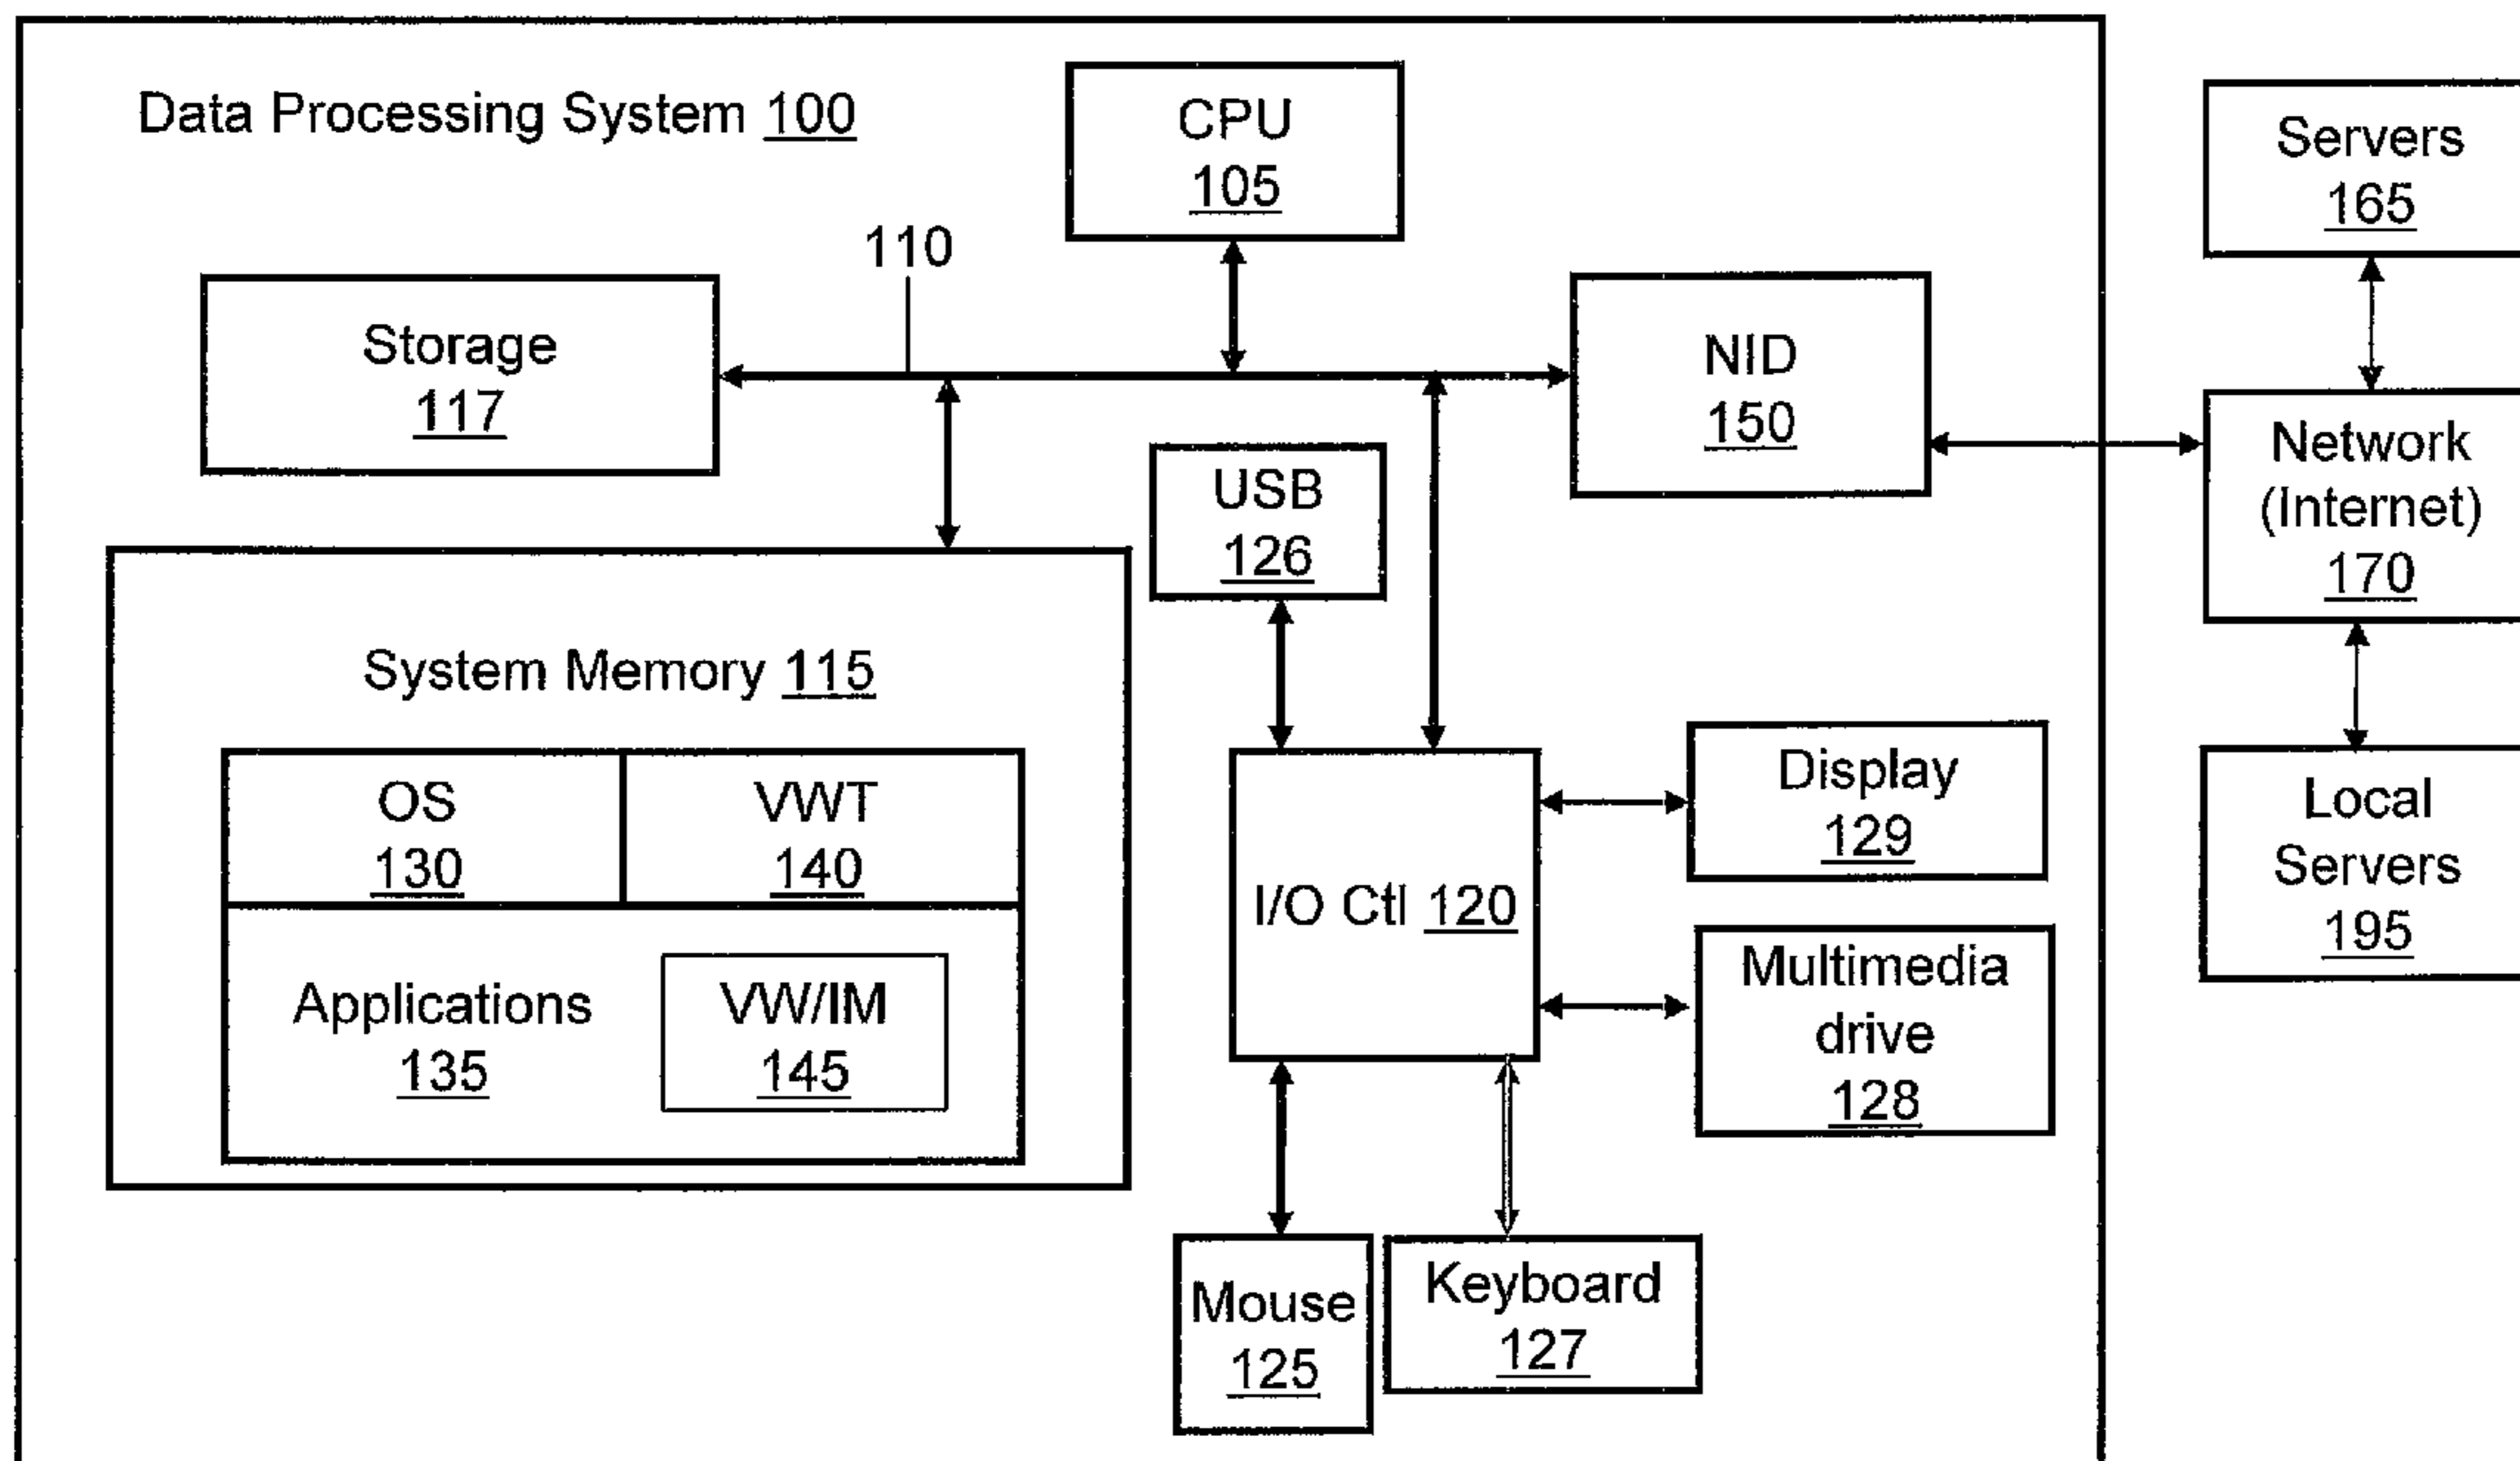 Data Processing System 100
CPU
105
Servers
165
110
Storage
117
NID
150
Network
(Internet)
170
USB
126
System Memory 115
OS
130
VWT
140
Applications
135
VW/IM
145
I/O Ctl 120
Display
129
Multimedia
drive
128
Local
Servers
195
Mouse
125
Keyboard
127